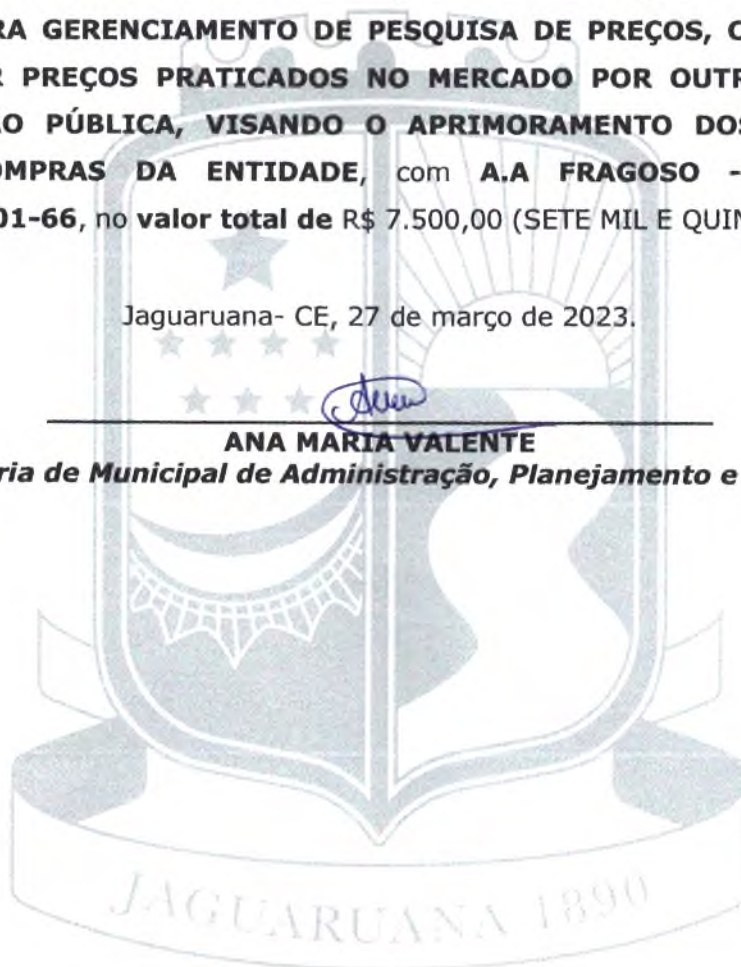 RA GERENCIAMENTO DE PESQUISA DE PREÇOS,
R PREÇOS PRATICADOS NO MERCADO POR OUTR
ÃO PÚBLICA, VISANDO O APRIMORAMENTO DOS
OMPRAS DA ENTIDADE, com A.A FRAGOSO -
01-66, no valor total de R$ 7.500,00 (SETE MIL E QUIN
Jaguaruana- CE, 27 de março de 2023.
ANA MARIA VALENTE
ria de Municipal de Administração, Planejamento e
JAGUARUANA 1890